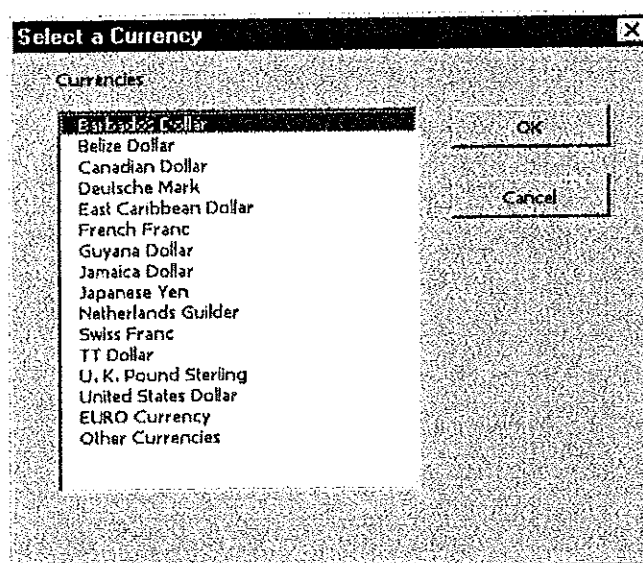 Select a Currency
Currencies
Barbados Dollar
Belize Dollar
Canadian Dollar
Deutsche Mark
East Caribbean Dollar
French Franc
Guyana Dollar
Jamaica Dollar
Japanese Yen
Netherlands Guilder
Swiss Franc
TT Dollar
U. K. Pound Sterling
United States Dollar
EURO Currency
Other Currencies
OK
Cancel